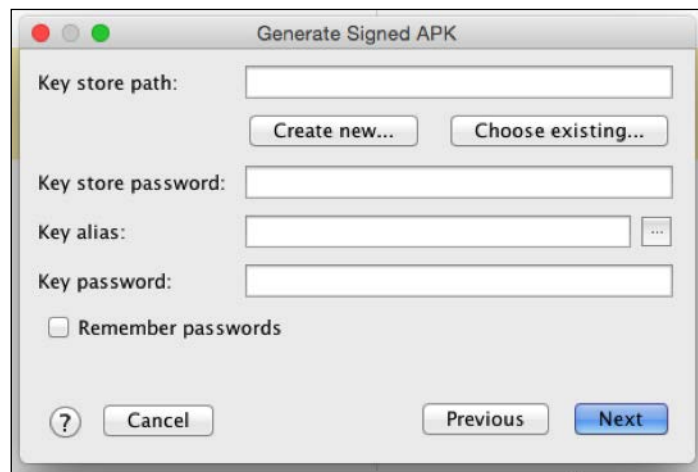 Generate Signed APK
Key store path:
Create new... Choose existing...
Key store password:
Key alias: ...
Key password:
Remember passwords
? Cancel Previous Next